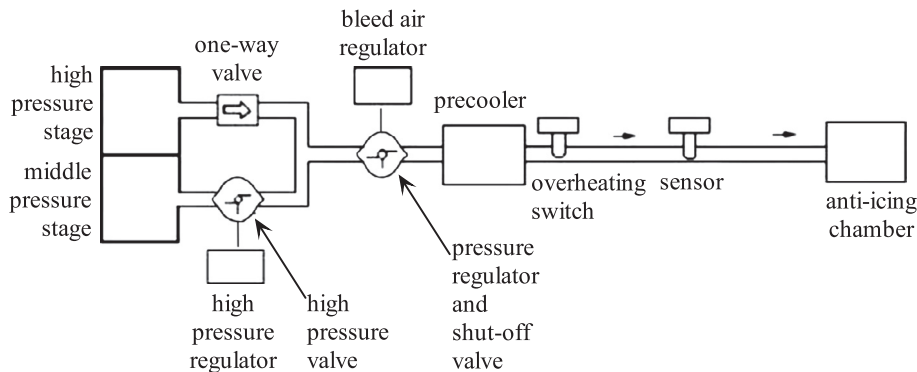 bleed air
regulator
one-way
valve
high
pressure
stage
precooler
middle
pressure
stage
overheating
switch
sensor
anti-icing
chamber
high
pressure
regulator
high
pressure
valve
pressure
regulator
and
shut-off
valve